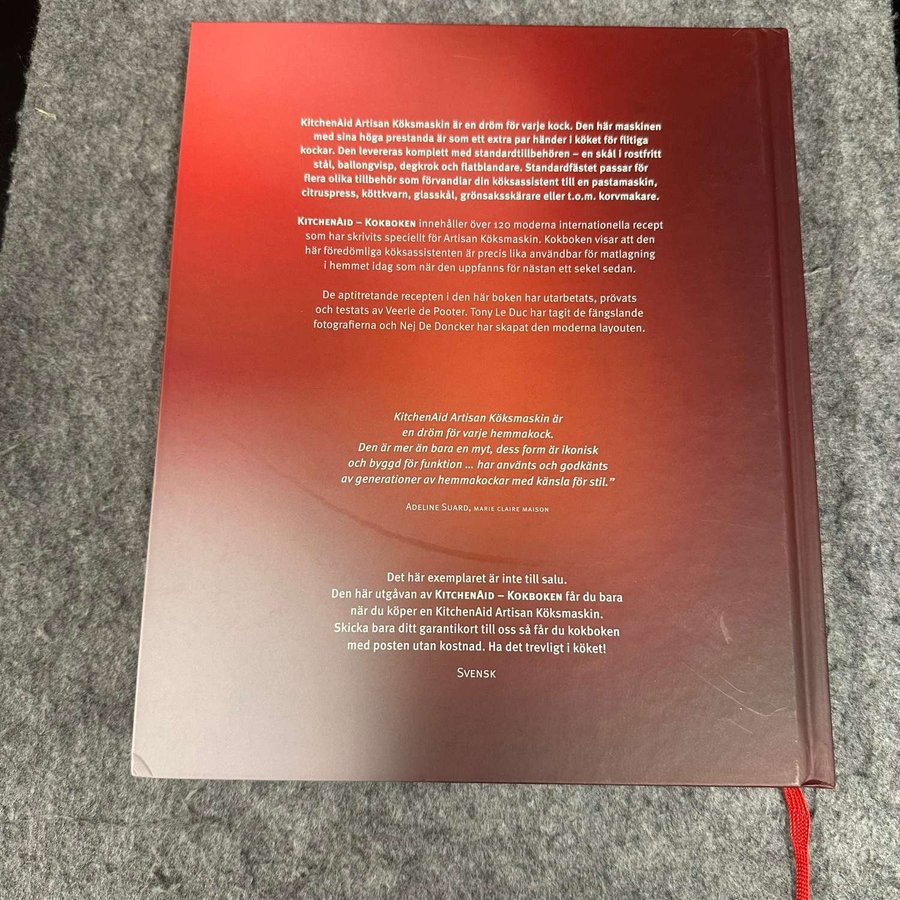 KitchenAid Artisan Köksmaskin är en dröm för varje kock. Den här maskinen
med sina höga prestanda är som ett extra par händer i köket för flitiga
kockar. Den levereras komplett med standardtillbehören – en skål i rostfritt
stål, ballongvisp, degkrok och flatblandare. Standardfästet passar för
flera olika tillbehör som förvandlar din köksassistent till en pastamaskin,
citruspress, köttkvarn, glasskål, grönsaksskärare eller t.o.m. korvmakare.
KitchenAid – Kokboken innehåller över 120 moderna internationella recept
som har skrivits speciellt för Artisan Köksmaskin. Kokboken visar att den
här föredömliga köksassistenten är precis lika användbar för matlagning
i hemmet idag som när den uppfanns för nästan ett sekel sedan.
De aptitretande recepten i den här boken har utarbetats, prövats
och testats av Veerle de Pooter. Tony Le Duc har tagit de fängslande
fotografierna och Nej De Doncker har skapat den moderna layouten.
KitchenAid Artisan Köksmaskin är
en dröm för varje hemmakock.
Den är mer än bara en myt, dess form är ikonisk
och byggd för funktion ... har använts och godkänts
av generationer av hemmakockar med känsla för stil.”
Adeline Suard, marie claire maison
Det här exemplaret är inte till salu.
Den här utgåvan av KitchenAid – Kokboken får du bara
när du köper en KitchenAid Artisan Köksmaskin.
Skicka bara ditt garantikort till oss så får du kokboken
med posten utan kostnad. Ha det trevligt i köket!
Svensk